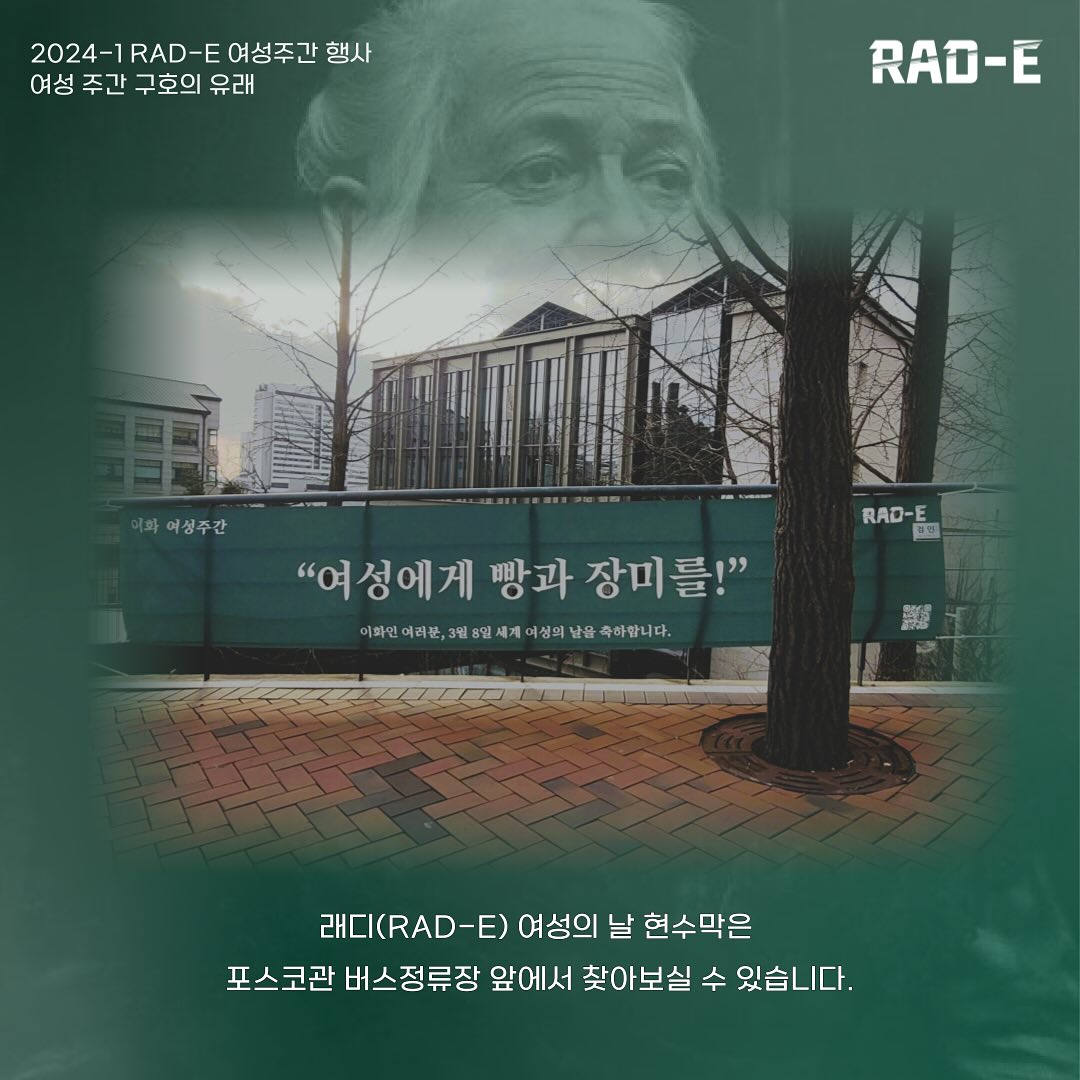 2024-1 RAD-E 여성주간 행사
여성 주간 구호의 유래
RAD-E
이화 여성주간
RAD-E
검인
“여성에게 빵과 장미를!”
이화인 여러분, 3월 8일 세계 여성의 날을 축하합니다.
래디(RAD-E) 여성의 날 현수막은
포스코관 버스정류장 앞에서 찾아보실 수 있습니다.